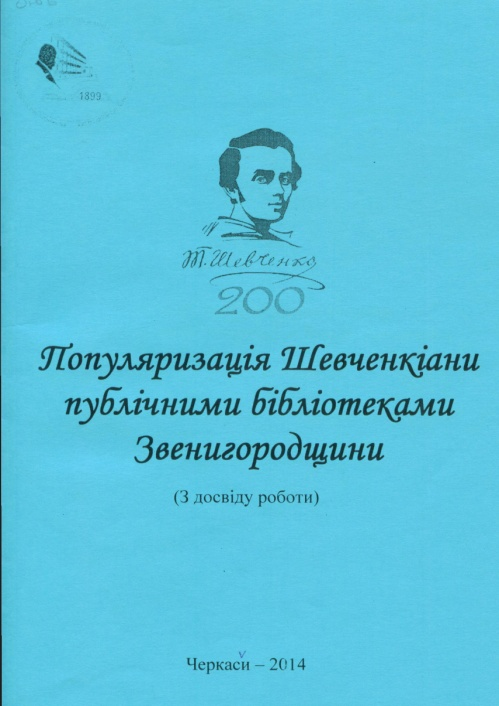 1899
Т. Шевченко
200
Популяризація Шевченкіани
публічними бібліотеками
Звенигородщини
(З досвіду роботи)
Черкаси – 2014